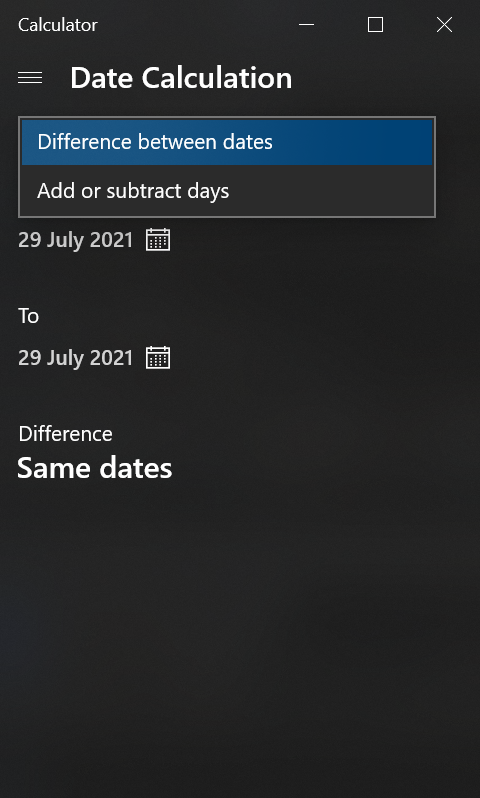 Calculator
Date Calculation
Difference between dates
Add or subtract days
29 July 2021
To
29 July 2021
Difference
Same dates